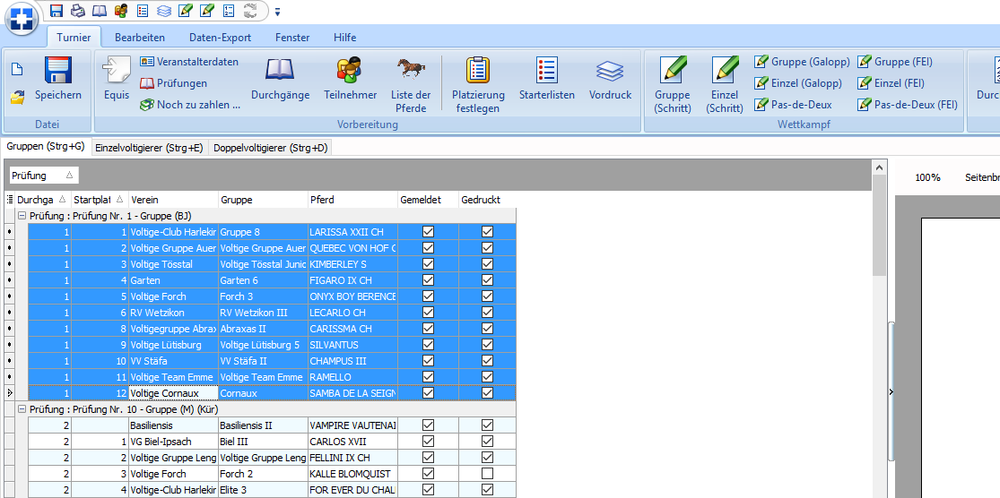 Turnier Bearbeiten Daten-Export Fenster Hilfe
Speichern
Datei
Equis
Veranstalterdaten
Prüfungen
Noch zu zahlen ...
Durchgänge
Teilnehmer
Liste der
Pferde
Platzierung
festlegen
Starterlisten
Vordruck
Vorbereitung
Gruppe
(Schritt)
Einzel
(Schritt)
Gruppe (Galopp)
Einzel (Galopp)
Pas-de-Deux
Gruppe (FEI)
Einzel (FEI)
Pas-de-Deux (FEI)
Wettkampf
Durc
Gruppen (Strg+G) Einzelvoltigierer (Strg+E) Doppelvoltigierer (Strg+D)
Prüfung
100% Seitenbr
Durchga Startplat Verein Gruppe Pferd Gemeldet Gedruckt
Prüfung : Prüfung Nr. 1 - Gruppe (BJ)
1 1 Voltige-Club Harlekir Gruppe 8 LARISSA XXII CH
1 2 Voltige Gruppe Auer Voltige Gruppe Auer QUEBEC VON HOF C
1 3 Voltige Tösstal Voltige Tösstal Junic KIMBERLEY S
1 4 Garten Garten 6 FIGARO IX CH
1 5 Voltige Forch Forch 3 ONYX BOY BERENCE
1 6 RV Wetzikon RV Wetzikon III LECARLO CH
1 8 Voltigegruppe Abrax Abraxas II CARISSMA CH
1 9 Voltige Lütisburg Voltige Lütisburg 5 SILVANTUS
1 10 VV Stäfa VV Stäfa II CHAMPUS III
1 11 Voltige Team Emme Voltige Team Emme RAMELLO
1 12 Voltige Cornaux Cornaux SAMBA DE LA SEIGN
Prüfung : Prüfung Nr. 10 - Gruppe (M) (Kür)
2 Basiliensis Basiliensis II VAMPIRE VAUTENAI
2 1 VG Biel-Ipsach Biel III CARLOS XVII
2 2 Voltige Gruppe Leng Voltige Gruppe Leng FELLINI IX CH
2 3 Voltige Forch Forch 2 KALLE BLOMQUIST
2 4 Voltige-Club Harlekir Elite 3 FOR EVER DU CHAL